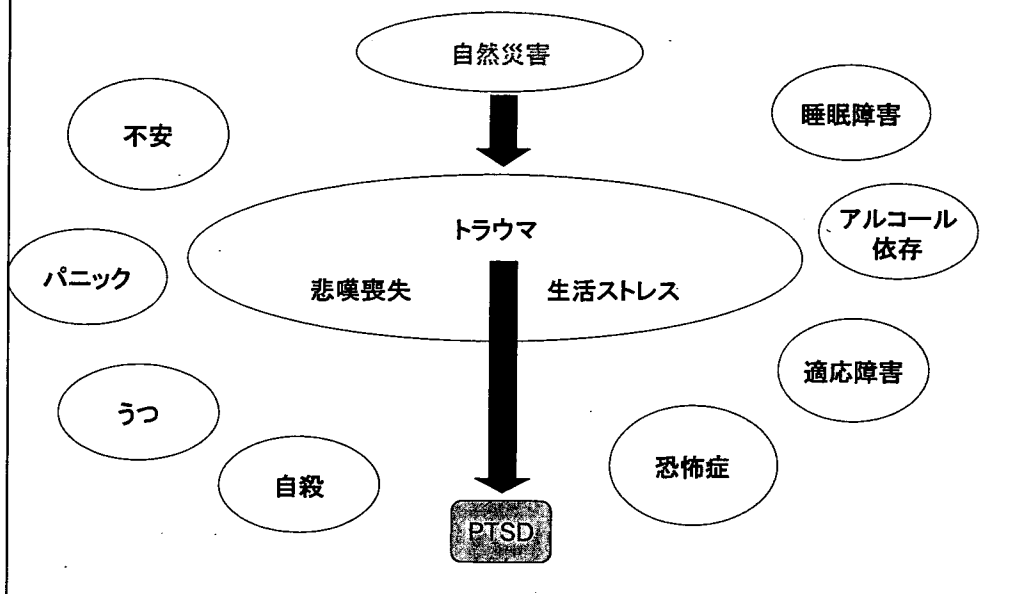 自然災害
不安
睡眠障害
トラウマ
アルコール
依存
パニック
悲嘆喪失
生活ストレス
適応障害
うつ
恐怖症
自殺
PTSD